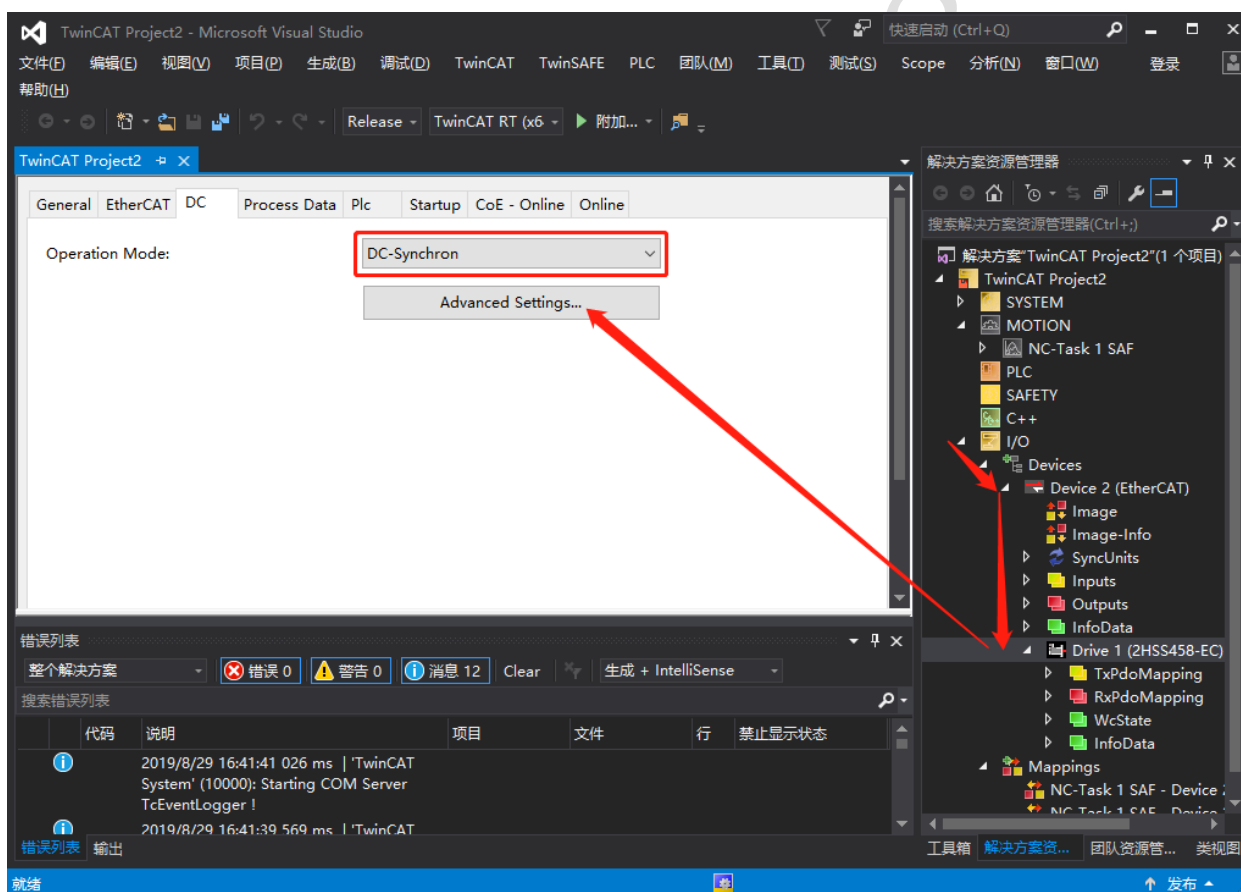 TwinCAT Project2 - Microsoft Visual Studio
快速启动 (Ctrl+Q)
文件(F) 编辑(E) 视图(V) 项目(P) 生成(B) 调试(D) TwinCAT TwinSAFE PLC 团队(M) 工具(T) 测试(S) Scope 分析(N) 窗口(W) 登录
帮助(H)
Release TwinCAT RT (x6 附加...
TwinCAT Project2
General EtherCAT DC Process Data Plc Startup CoE - Online Online
Operation Mode: DC-Synchron
Advanced Settings...
解决方案资源管理器
搜索解决方案资源管理器(Ctrl+;)
解决方案"TwinCAT Project2"(1 个项目)
TwinCAT Project2
SYSTEM
MOTION
NC-Task 1 SAF
PLC
SAFETY
C++
I/O
Devices
Device 2 (EtherCAT)
Image
Image-Info
SyncUnits
Inputs
Outputs
InfoData
Drive 1 (2HSS458-EC)
TxPdoMapping
RxPdoMapping
WcState
InfoData
Mappings
NC-Task 1 SAF - Device
NC-Task 1 SAF - Device
工具箱 解决方案资... 团队资源管... 类视图
错误列表
整个解决方案 错误 0 警告 0 消息 12 Clear 生成 + IntelliSense
搜索错误列表
代码 说明 项目 文件 行 禁止显示状态
2019/8/29 16:41:41 026 ms | 'TwinCAT
System' (10000): Starting COM Server
TcEventLogger !
2019/8/29 16:41:39 569 ms | 'TwinCAT
错误列表 输出
就绪 发布